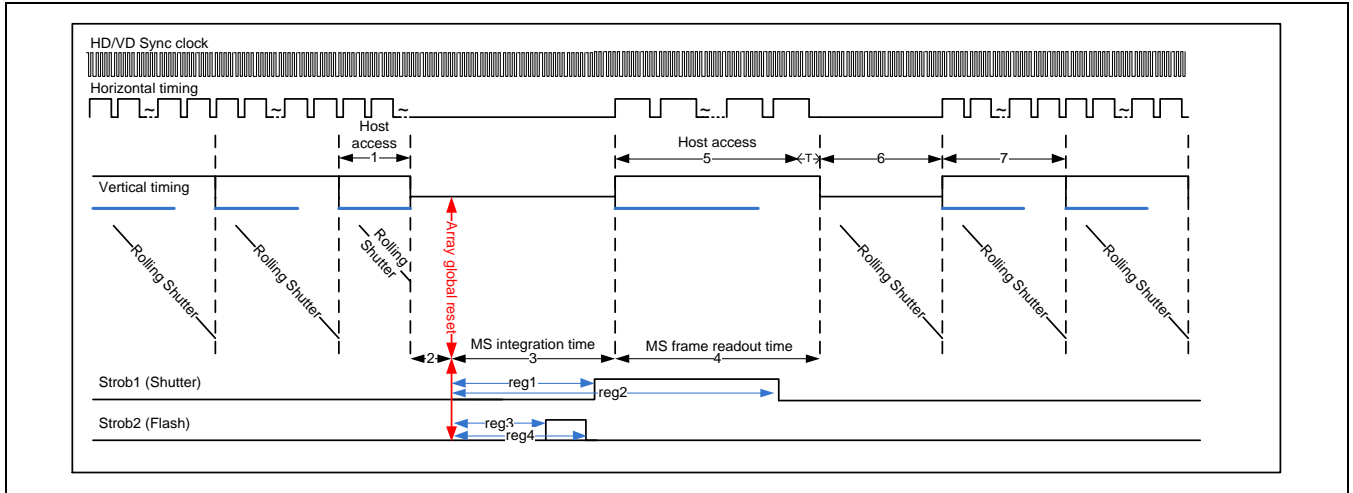 HD/VD Sync clock
Horizontal timing
~ ~ ~ ~ ~ ~ ~
Host
access
1
Host access
5 T 6 7
Vertical timing
Rolling Shutter
Rolling Shutter
Rolling
Shutter
Array global reset
Rolling Shutter
Rolling Shutter
Rolling Shutter
2
MS integration time
3
MS frame readout time
4
Strob1 (Shutter)
reg1
reg2
Strob2 (Flash)
reg3
reg4